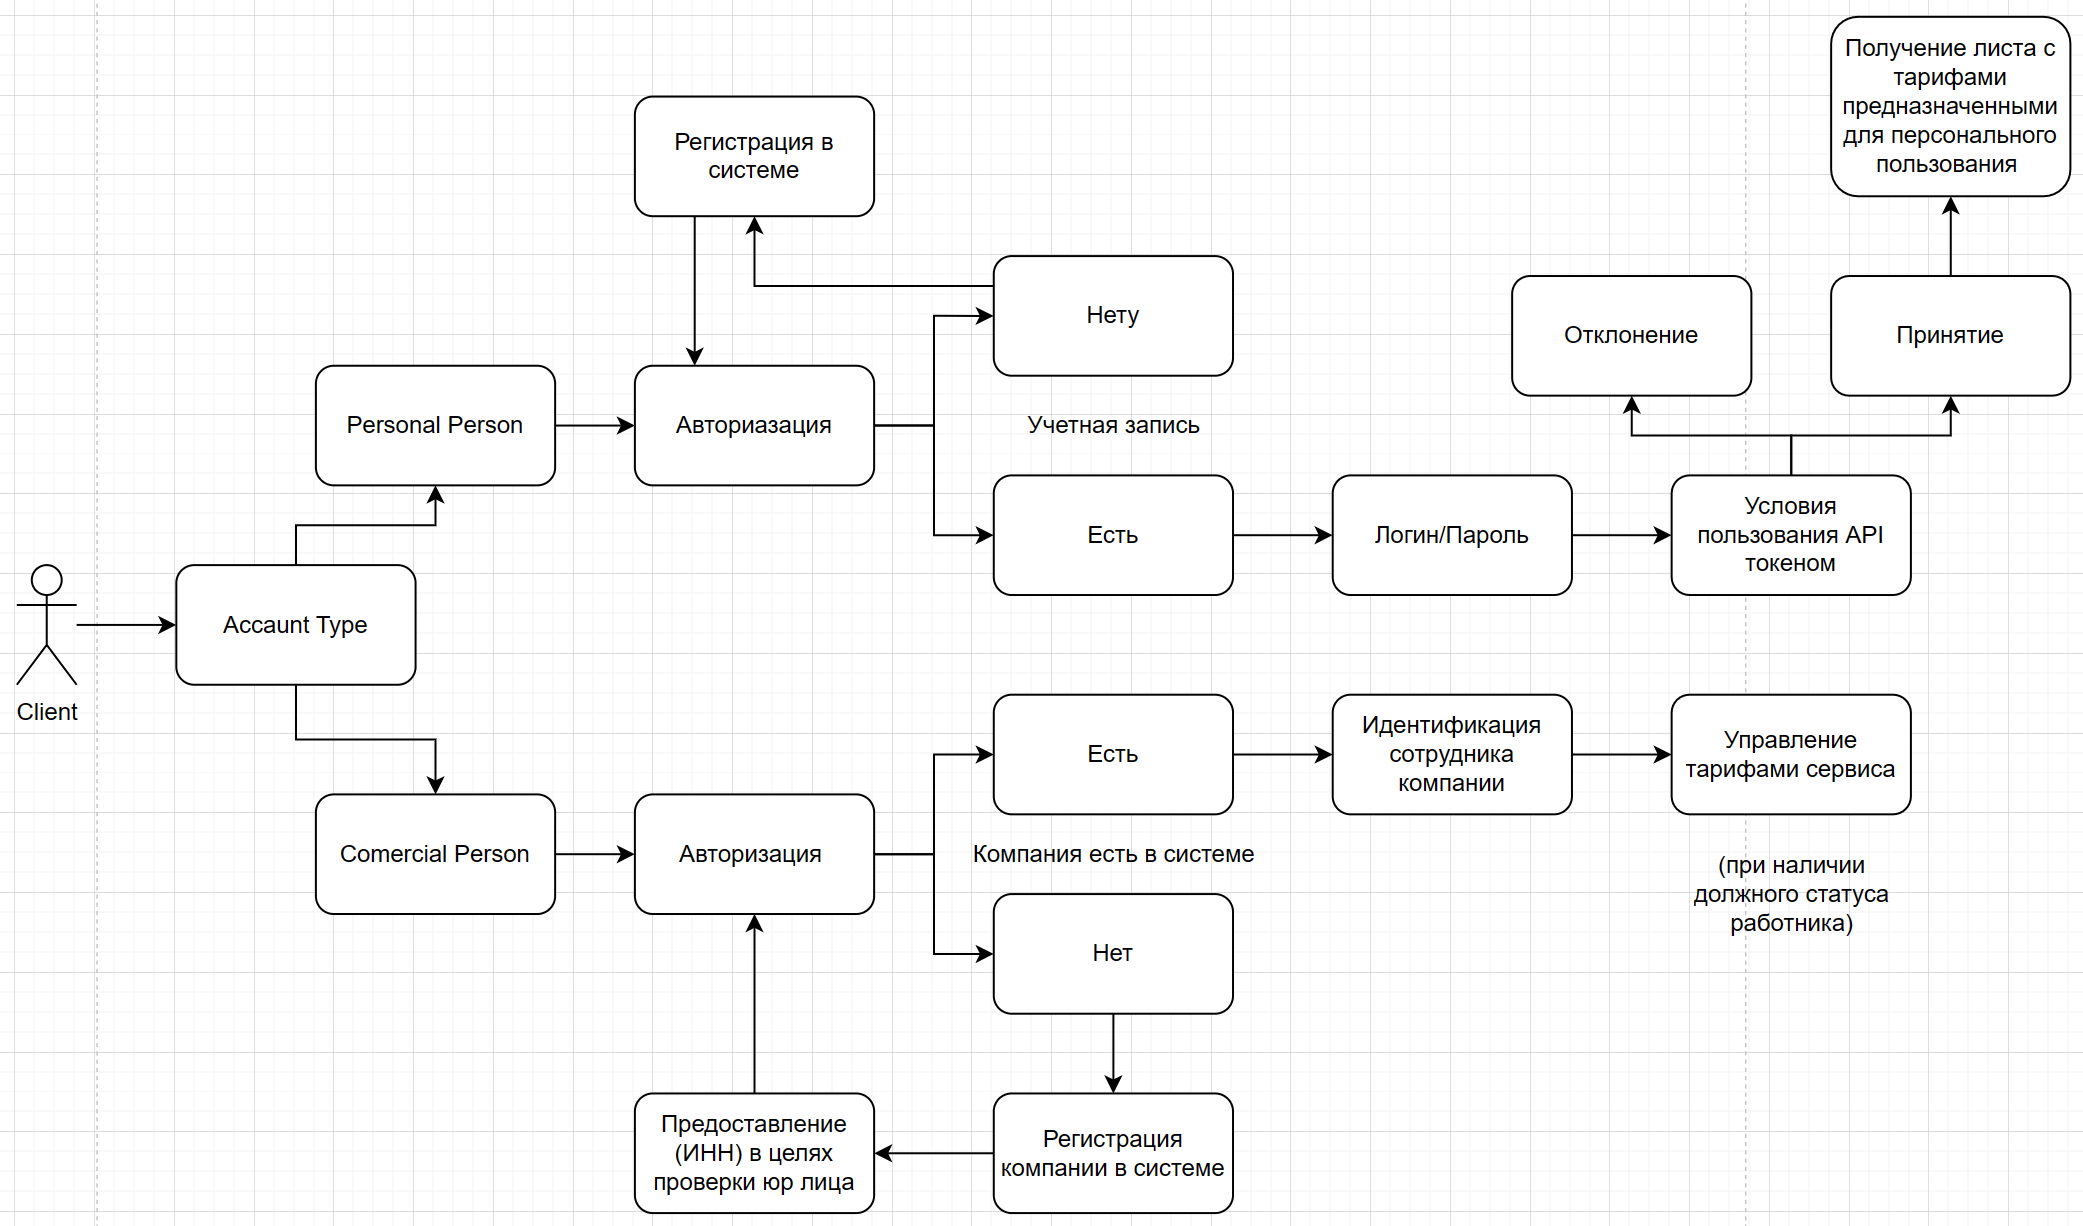 Получение листа с
тарифами
предназначенными
для персонального
пользования
Регистрация в
системе
Нету
Отклонение
Принятие
Personal Person
Авториазация
Учетная запись
Есть
Логин/Пароль
Условия
пользования API
токеном
Accaunt Type
Client
Есть
Идентификация
сотрудника
компании
Управление
тарифами сервиса
Comercial Person
Авторизация
Компания есть в системе
(при наличии
должного статуса
работника)
Нет
Предоставление
(ИНН) в целях
проверки юр лица
Регистрация
компании в системе